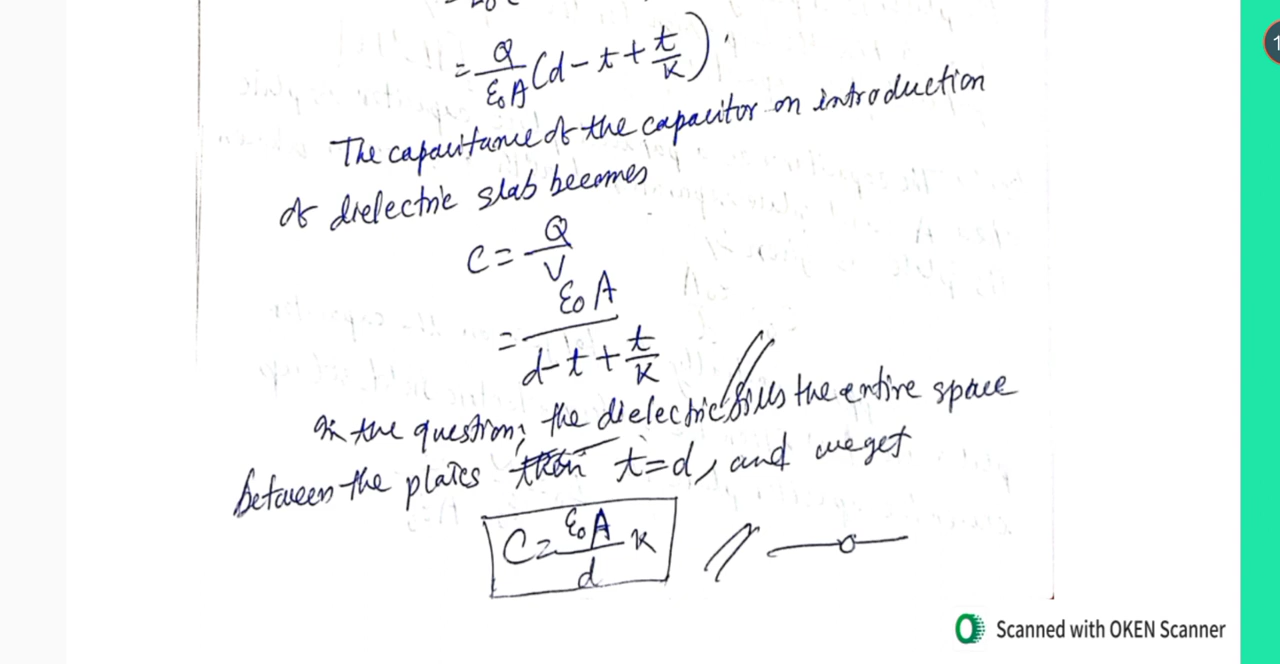 = Q/ε₀A (d - t + t/K)
The capacitance of the capacitor on introduction
of dielectric slab becomes
C = Q/V
= ε₀A / (d - t + t/K)
In the question, the dielectric fills the entire space
between the plates then t = d, and we get
C = ε₀A/d K
Scanned with OKEN Scanner